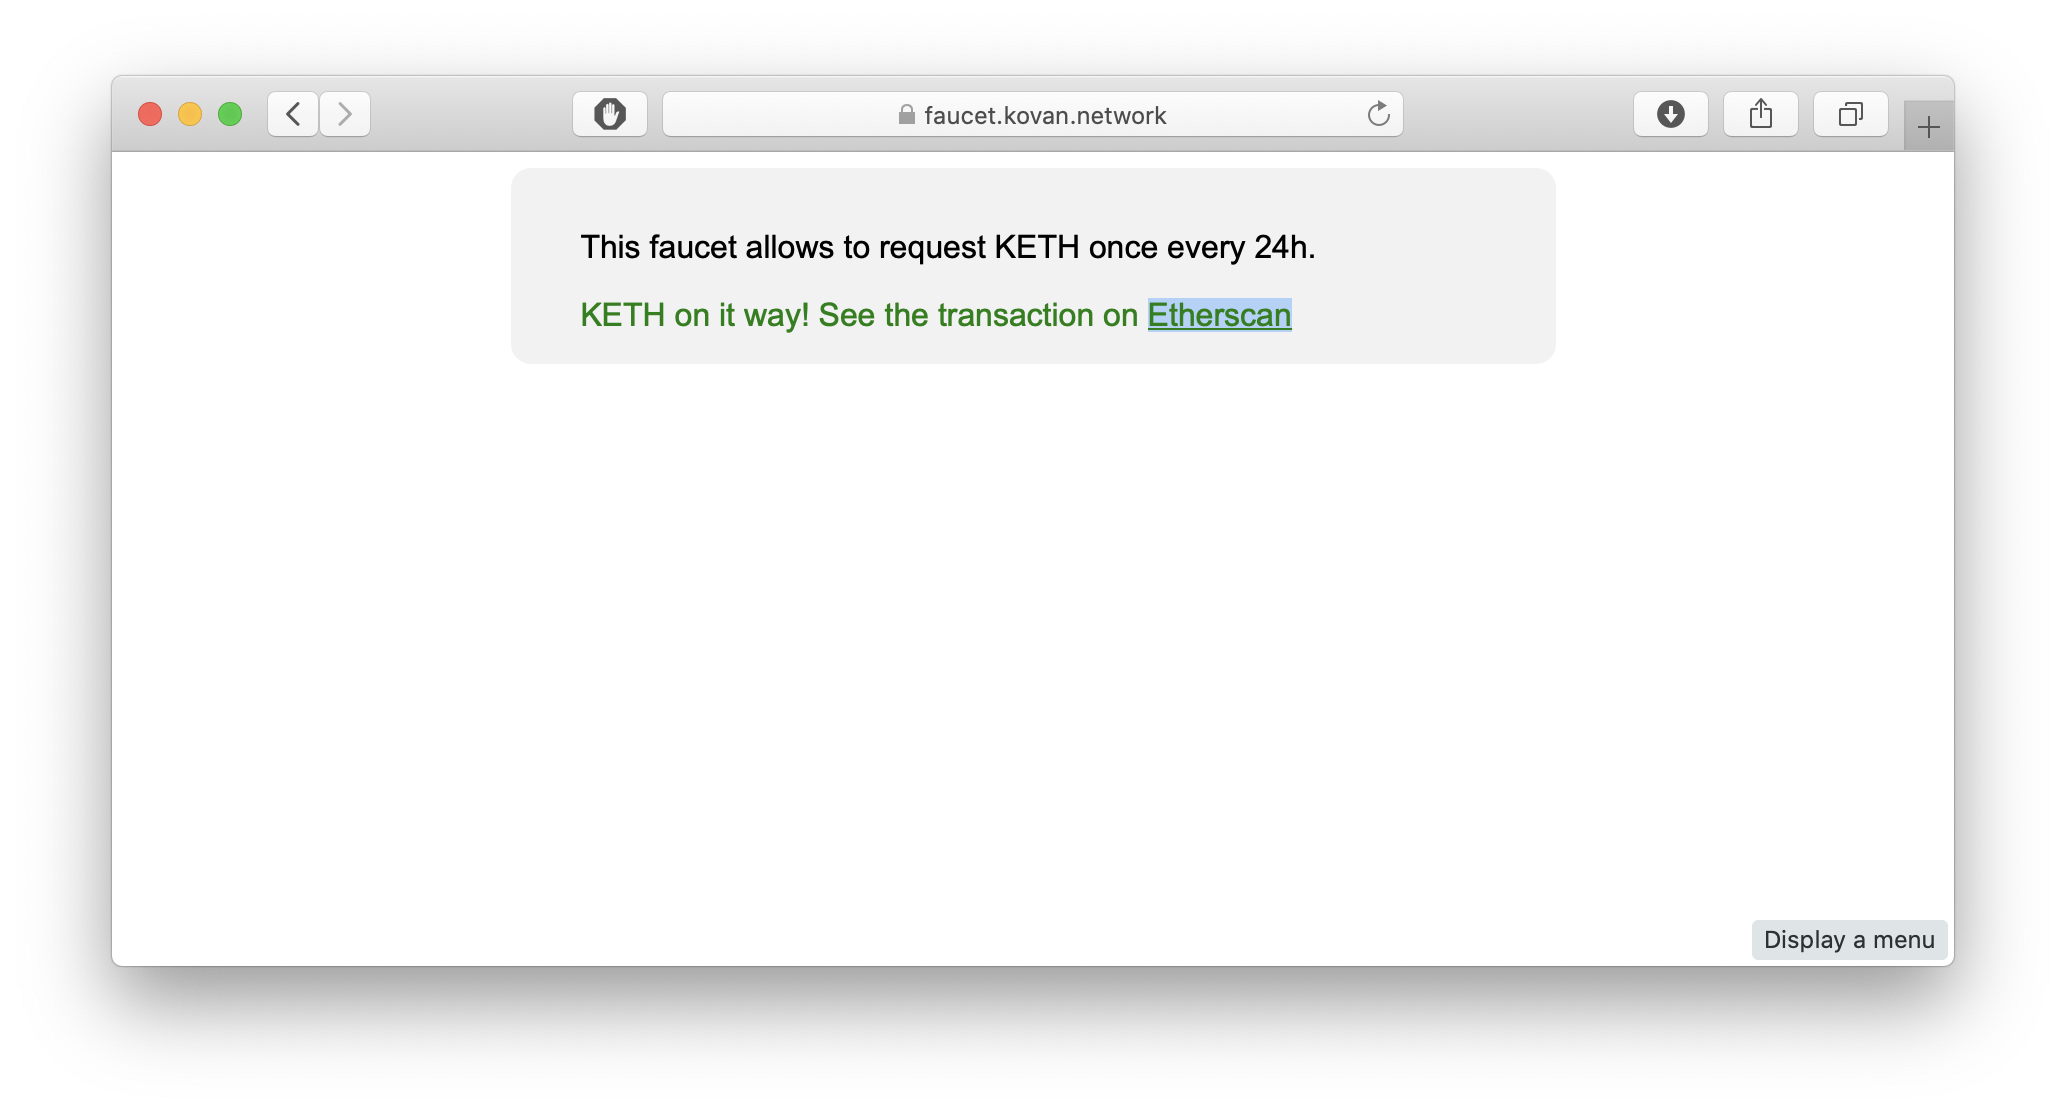 faucet.kovan.network
This faucet allows to request KETH once every 24h.
KETH on it way! See the transaction on Etherscan
Display a menu